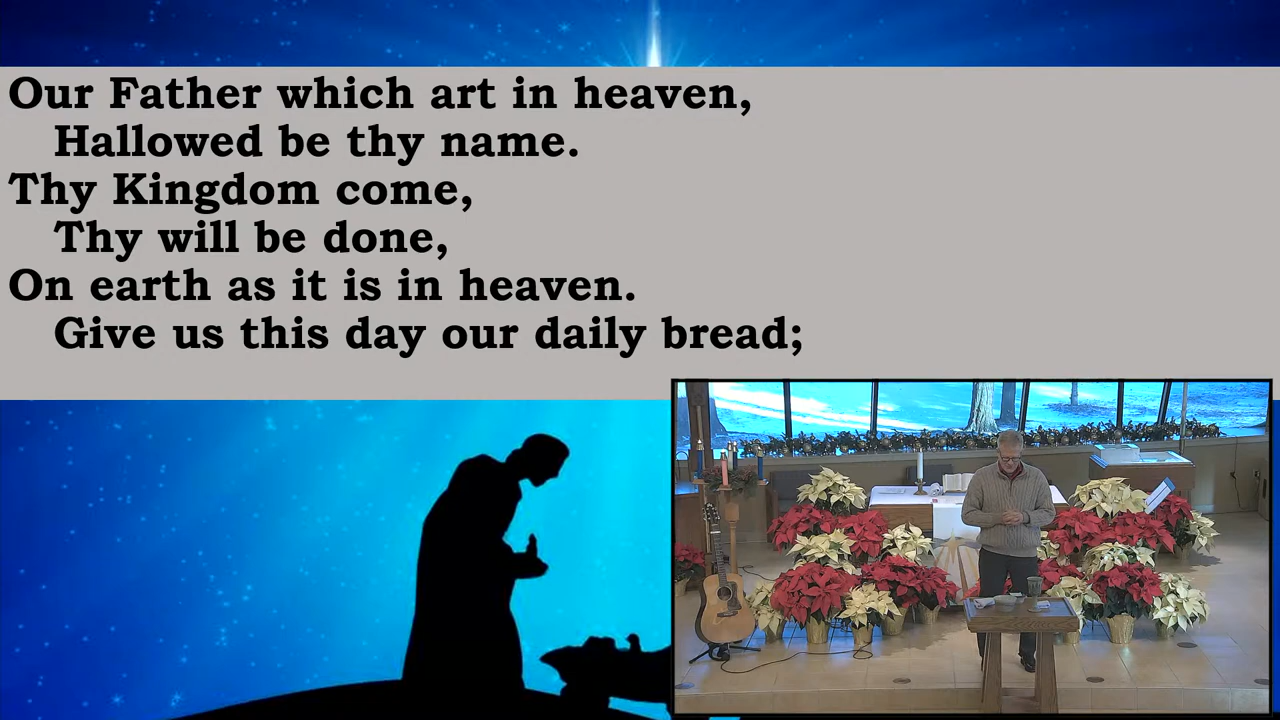 Our Father which art in heaven,
Hallowed be thy name.
Thy Kingdom come,
Thy will be done,
On earth as it is in heaven.
Give us this day our daily bread;